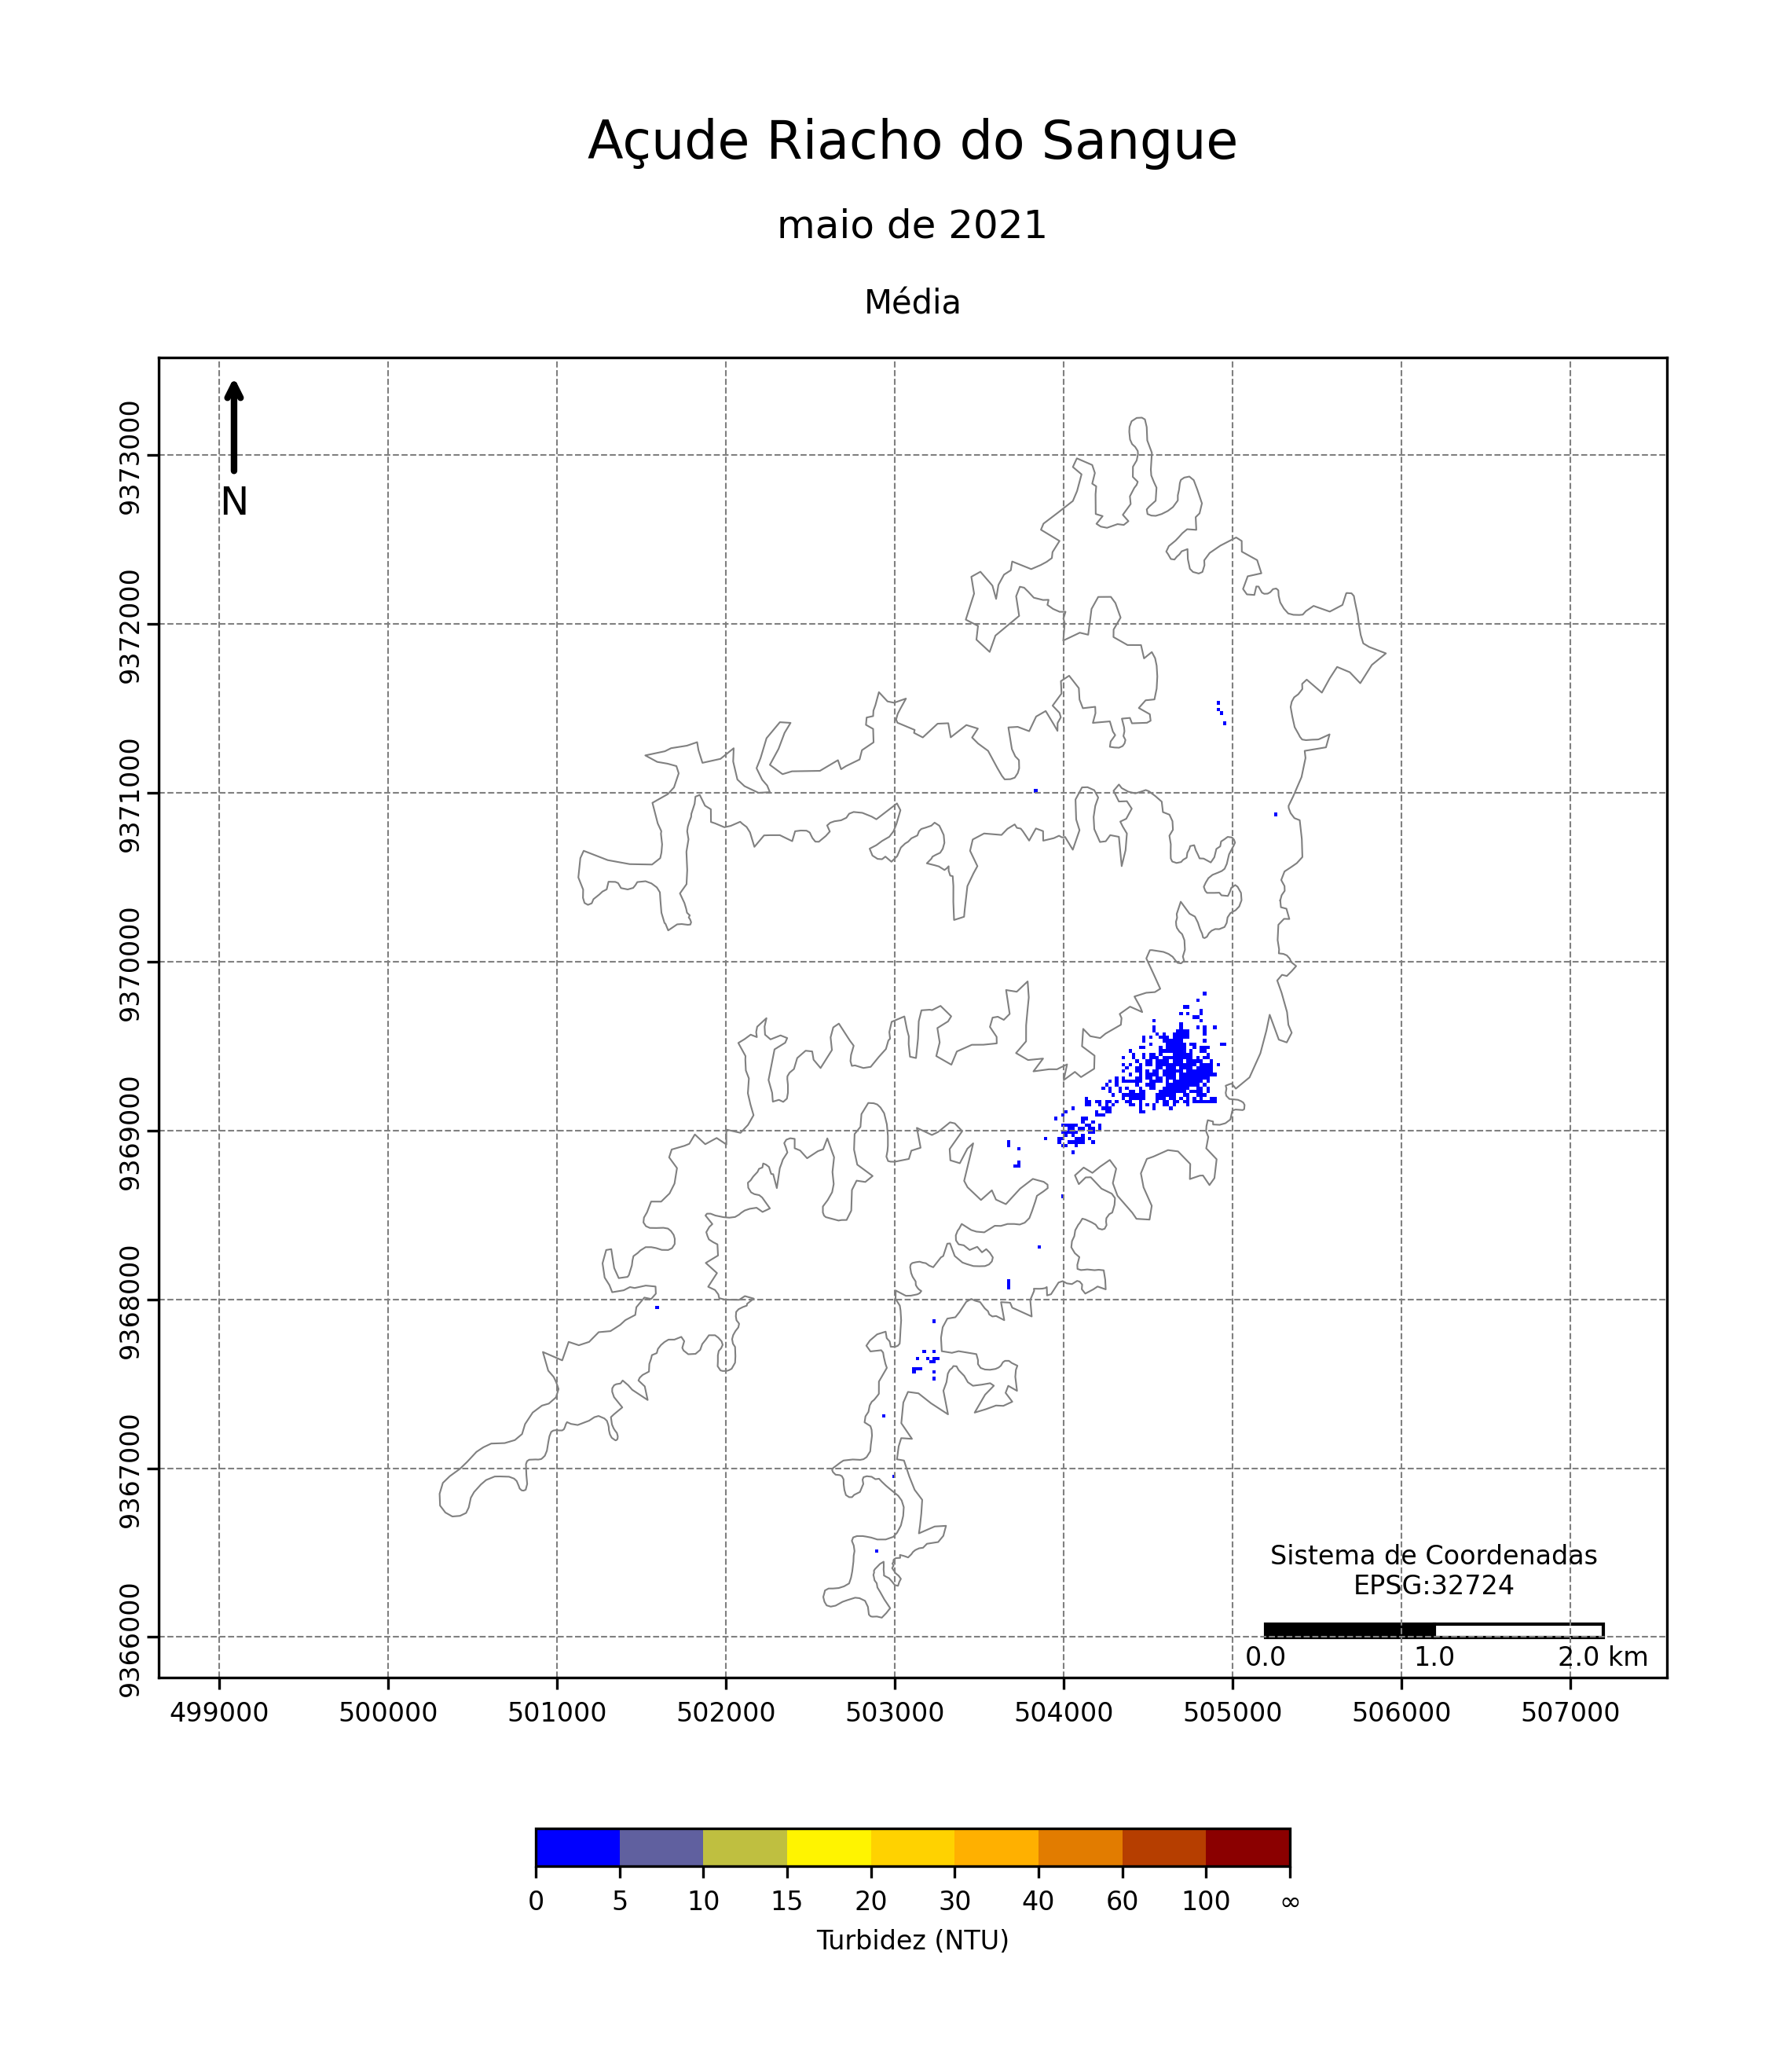 Açude Riacho do Sangue
maio de 2021
Média
N
9373000
9372000
9371000
9370000
9369000
9368000
9367000
9366000
Sistema de Coordenadas
EPSG:32724
0.0 1.0 2.0 km
499000 500000 501000 502000 503000 504000 505000 506000 507000
0 5 10 15 20 30 40 60 100 ∞
Turbidez (NTU)